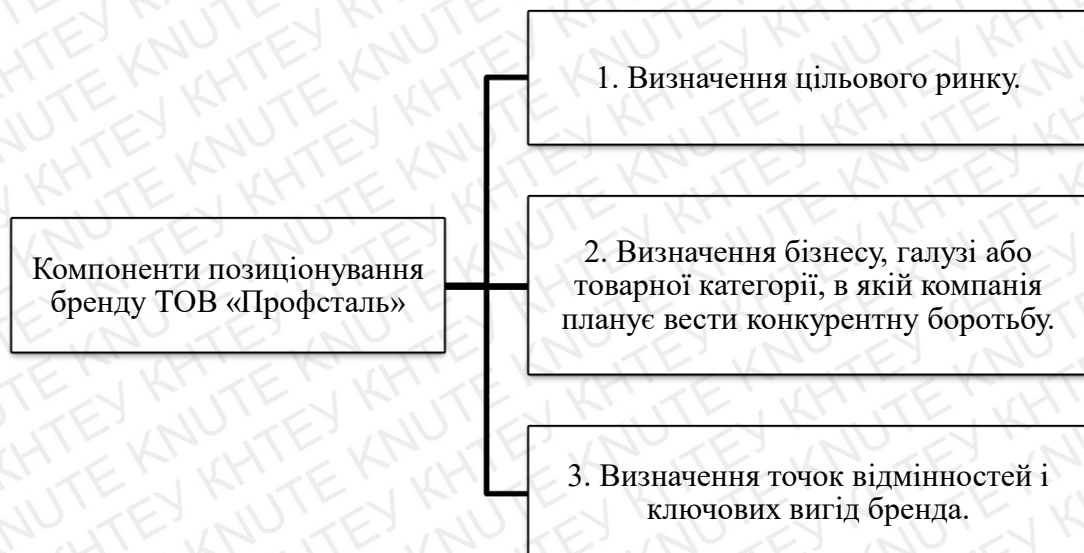 1. Визначення цільового ринку.
Компоненти позиціонування
бренду ТОВ «Профсталь»
2. Визначення бізнесу, галузі або
товарної категорії, в якій компанія
планує вести конкурентну боротьбу.
3. Визначення точок відмінностей і
ключових вигід бренда.